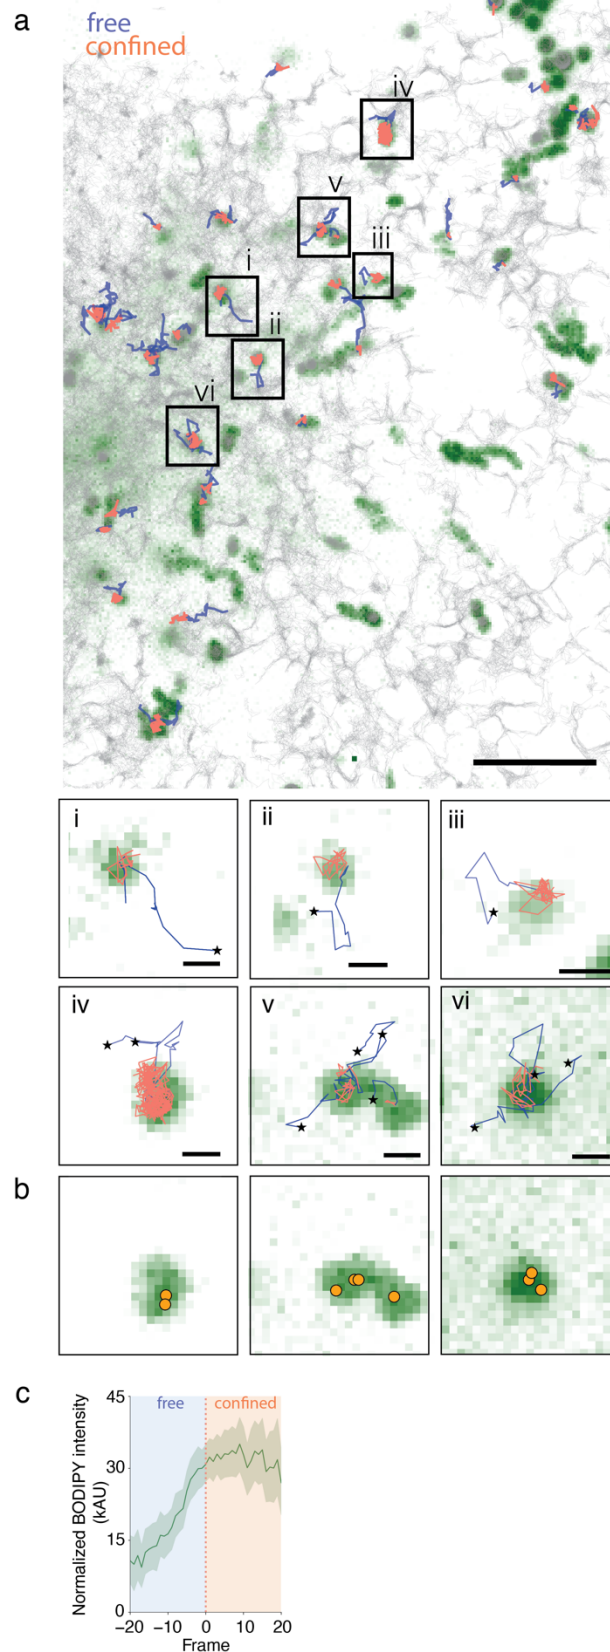 a
free
confined
iv
v
iii
i
ii
vi
i
ii
iii
iv
v
vi
b
c
Normalized BODIPY intensity
(kAU)
45
30
15
0
free
confined
−20
−10
0
10
20
Frame